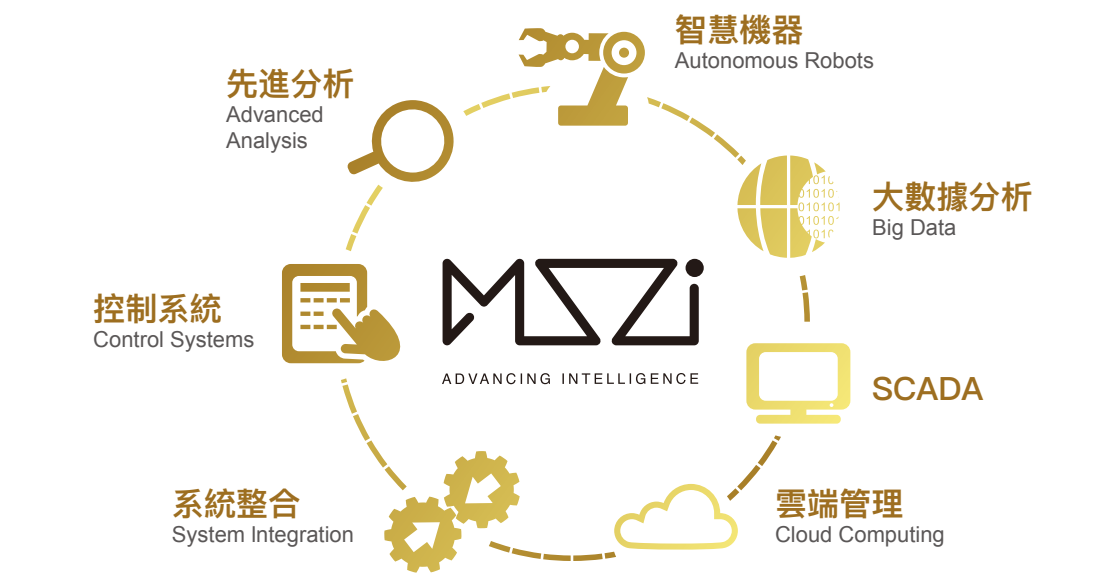 智慧機器
Autonomous Robots
先進分析
Advanced
Analysis
大數據分析
Big Data
控制系統
Control Systems
MSZi
ADVANCING INTELLIGENCE
SCADA
系統整合
System Integration
雲端管理
Cloud Computing